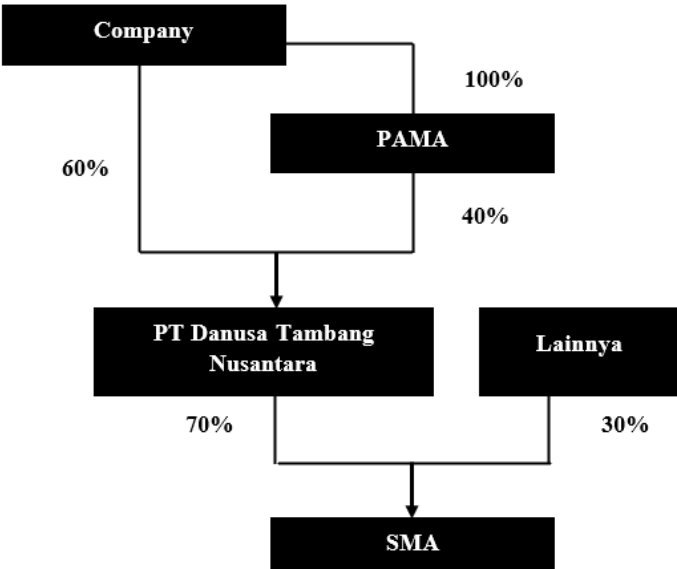 Company
100%
PAMA
60%
40%
PT Danusa Tambang
Nusantara
Lainnya
70%
30%
SMA